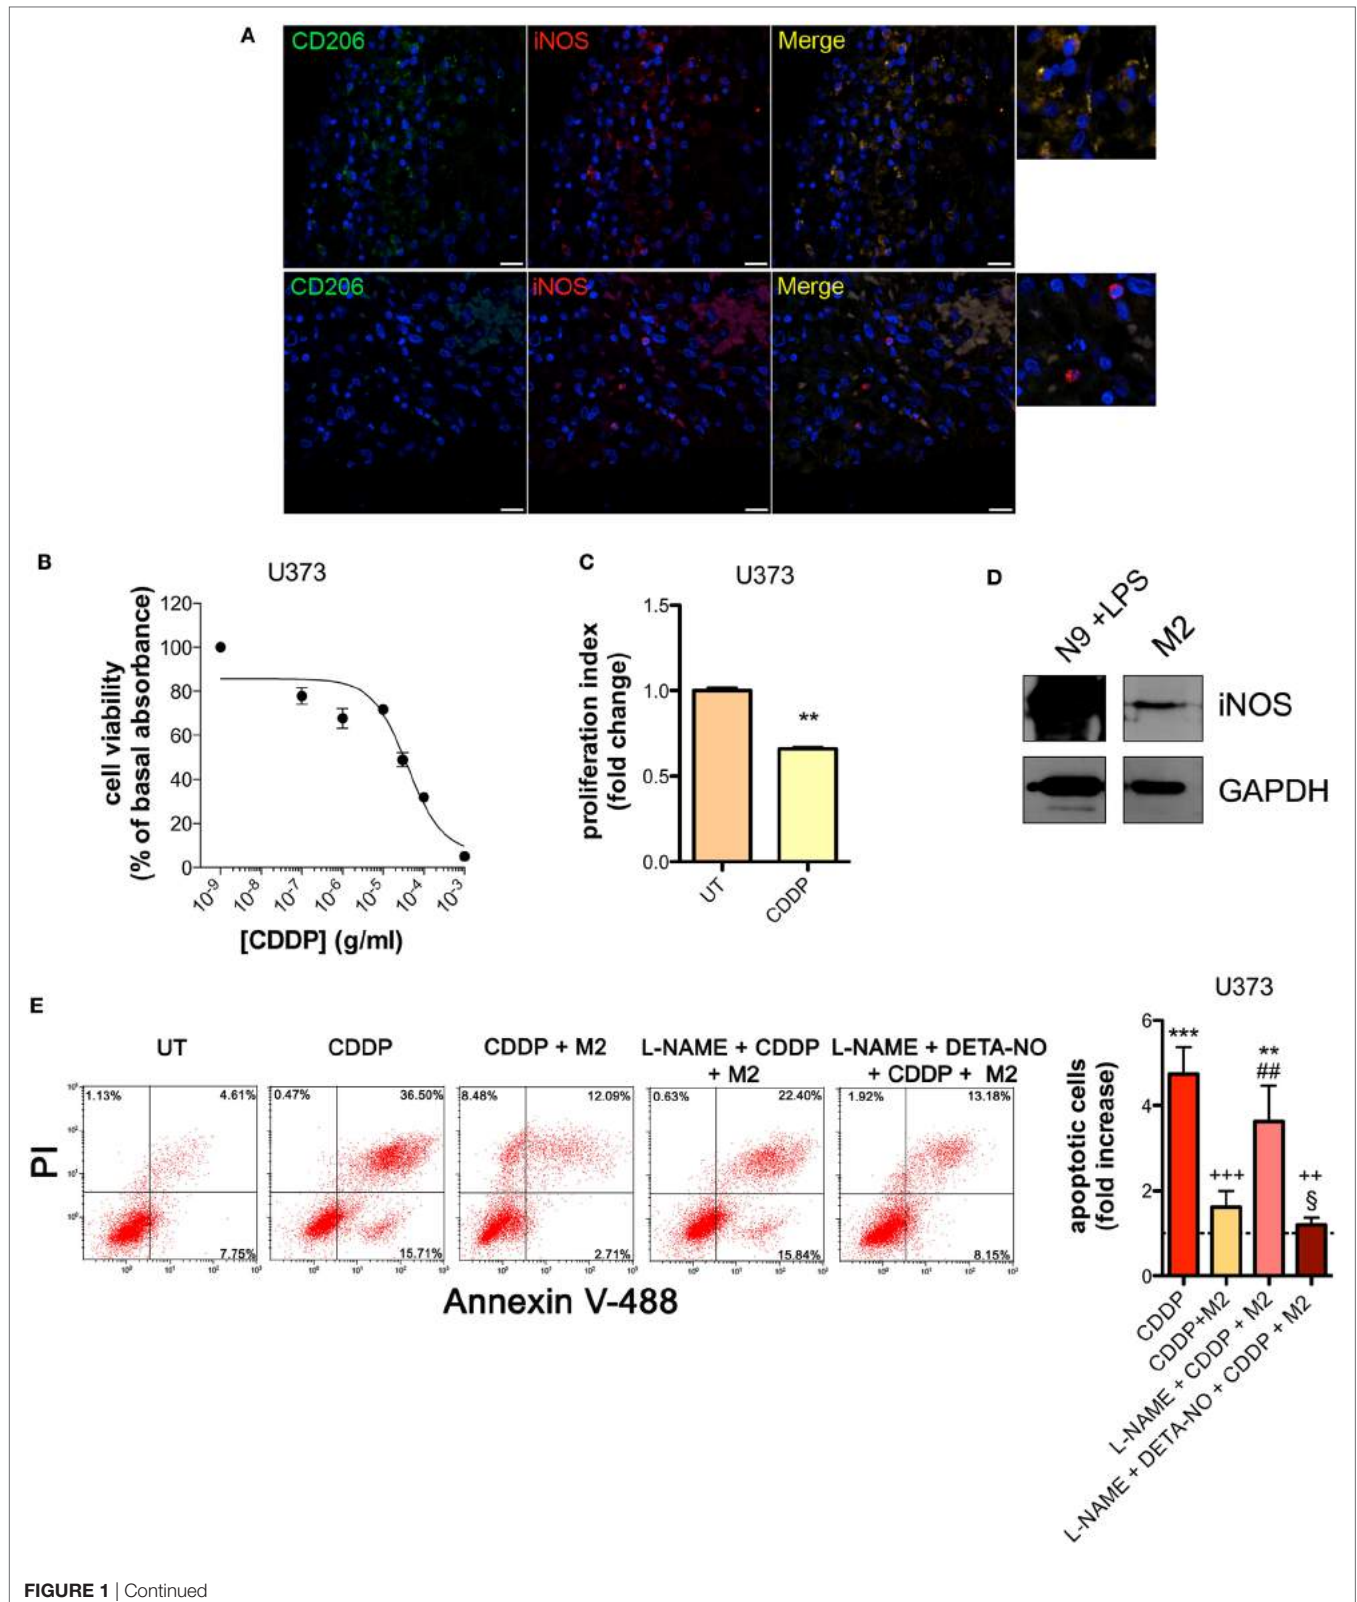 A
CD206
iNOS
Merge
CD206
iNOS
Merge
B
U373
cell viability
(% of basal absorbance)
120
100
80
60
40
20
0
10-9
10-8
10-7
10-6
10-5
10-4
10-3
[CDDP] (g/ml)
C
U373
proliferation index
(fold change)
1.5
1.0
0.5
0.0
**
UT
CDDP
D
N9 +LPS
M2
iNOS
GAPDH
E
UT
CDDP
CDDP + M2
L-NAME + CDDP
+ M2
L-NAME + DETA-NO
+ CDDP + M2
PI
1.13%
4.61%
7.75%
0.47%
36.50%
15.71%
8.48%
12.09%
2.71%
0.63%
22.40%
15.84%
1.92%
13.18%
8.15%
Annexin V-488
U373
apoptotic cells
(fold increase)
6
4
2
0
***
+++
**
##
++
§
CDDP
CDDP+M2
L-NAME + CDDP + M2
L-NAME + DETA-NO + CDDP + M2
FIGURE 1 | Continued